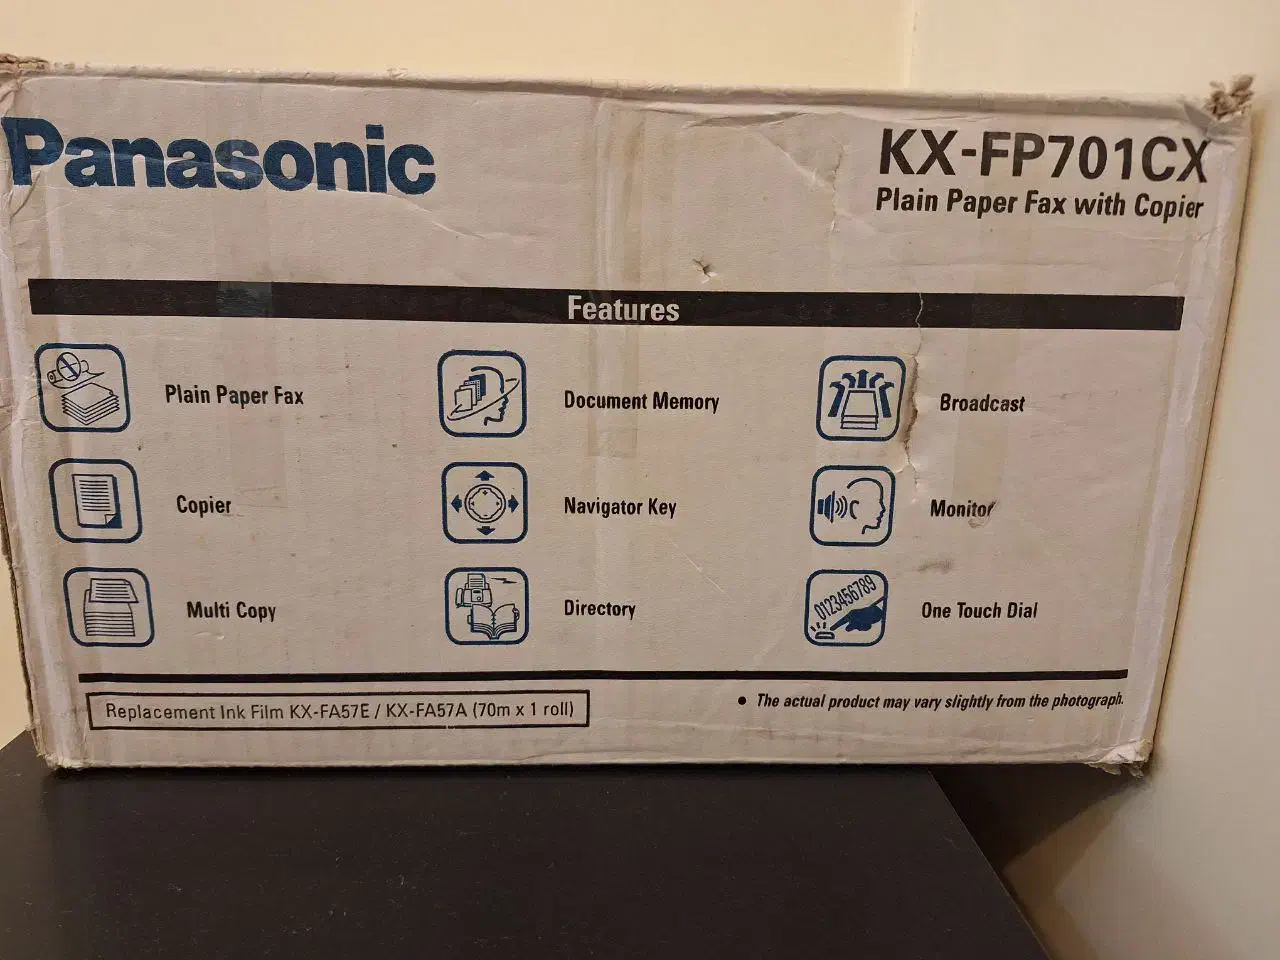 Panasonic
KX-FP701CX
Plain Paper Fax with Copier
Features
Plain Paper Fax
Document Memory
Broadcast
Copier
Navigator Key
Monitor
Multi Copy
Directory
0123456789
One Touch Dial
Replacement Ink Film KX-FA57E / KX-FA57A (70m x 1 roll)
● The actual product may vary slightly from the photograph.